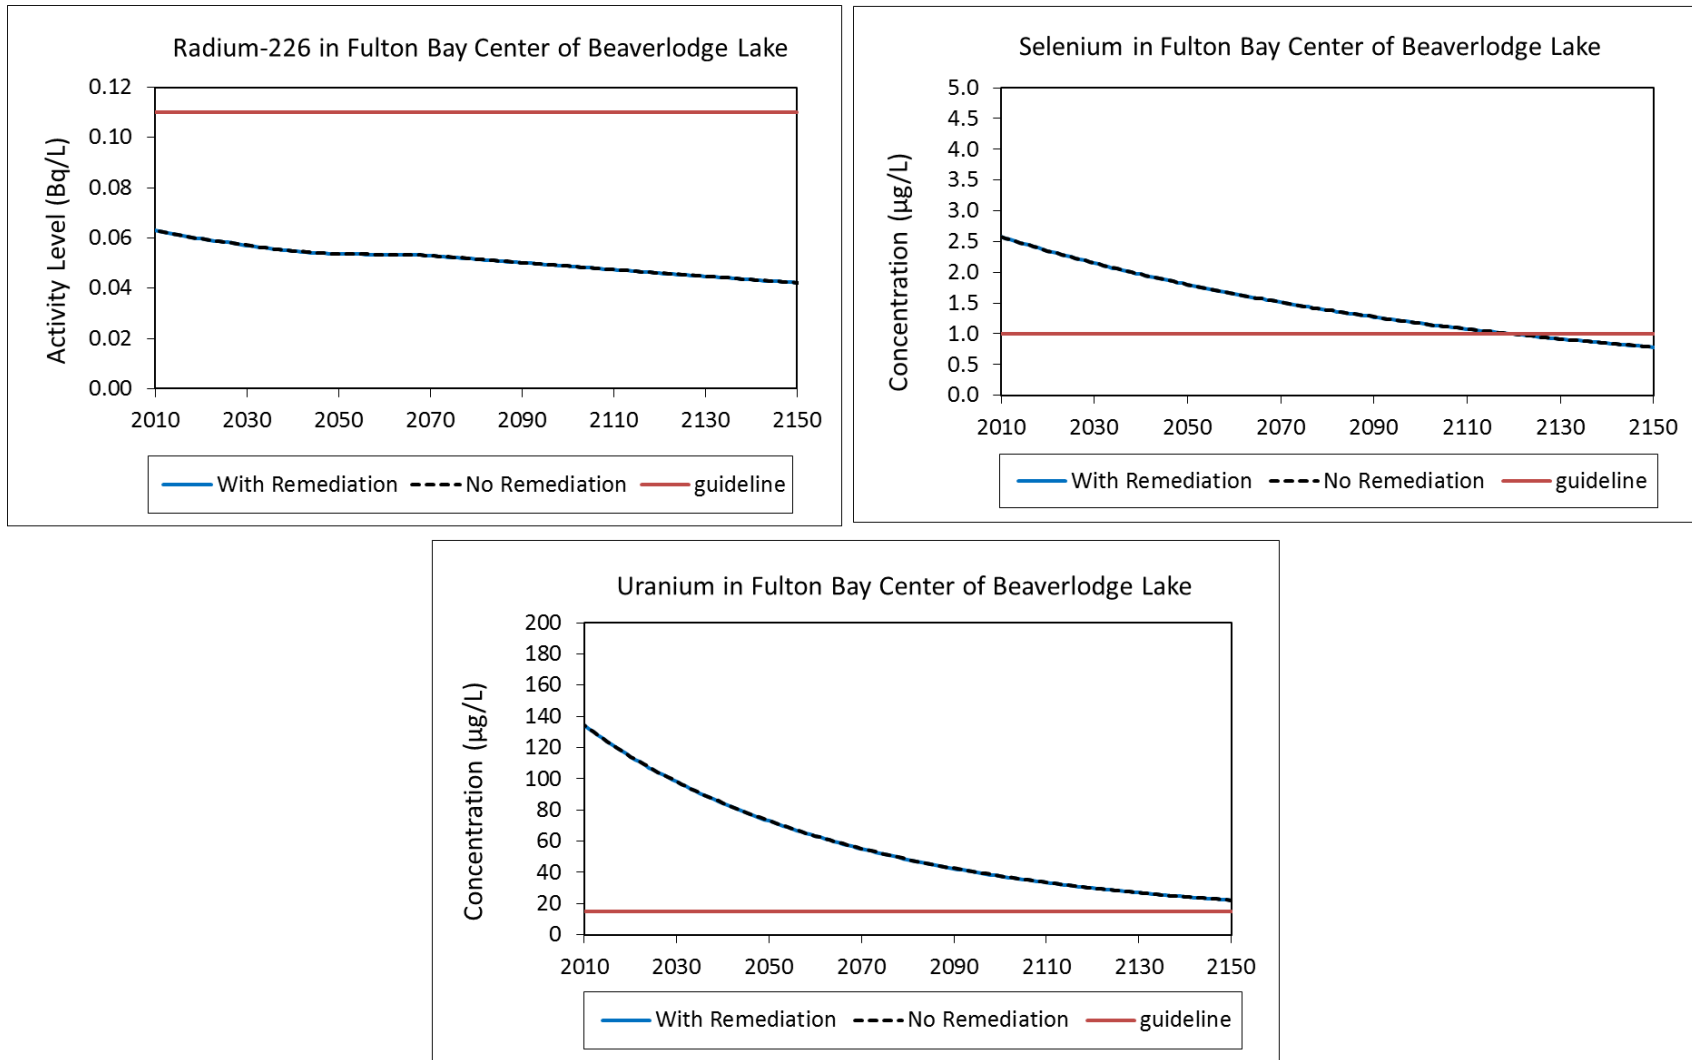 Radium-226 in Fulton Bay Center of Beaverlodge Lake
0.12
0.10
0.08
0.06
0.04
0.02
0.00
Activity Level (Bq/L)
2010 2030 2050 2070 2090 2110 2130 2150
With Remediation No Remediation guideline
Selenium in Fulton Bay Center of Beaverlodge Lake
5.0
4.5
4.0
3.5
3.0
2.5
2.0
1.5
1.0
0.5
0.0
Concentration (µg/L)
2010 2030 2050 2070 2090 2110 2130 2150
With Remediation No Remediation guideline
Uranium in Fulton Bay Center of Beaverlodge Lake
200
180
160
140
120
100
80
60
40
20
0
Concentration (µg/L)
2010 2030 2050 2070 2090 2110 2130 2150
With Remediation No Remediation guideline